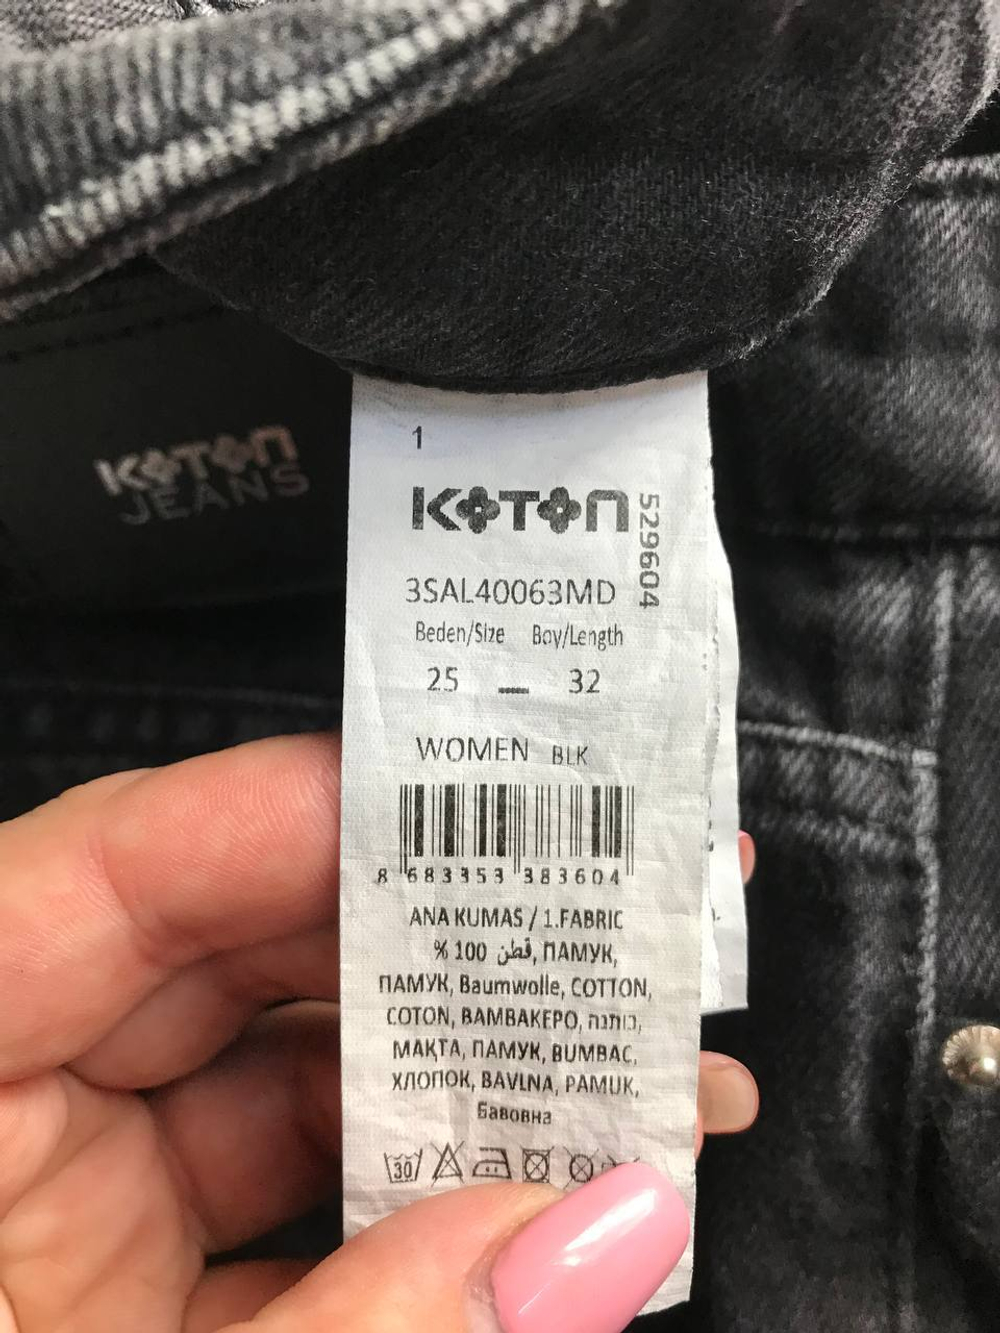 KOTON
JEANS
1
KOTON
529604
3SAL40063MD
Beden/Size Boy/Length
25 - 32
WOMEN BLK
8 683353 383604
ANA KUMAS / 1.FABRIC
% 100 قطن, ПАМУК,
ПАМУК, Baumwolle, COTTON,
COTON, BAMBAKEPO, כותנה,
МАҚТА, ПАМУК, BUMBAC,
ХЛОПОК, BAVLNA, PAMUK,
Бавовна
30